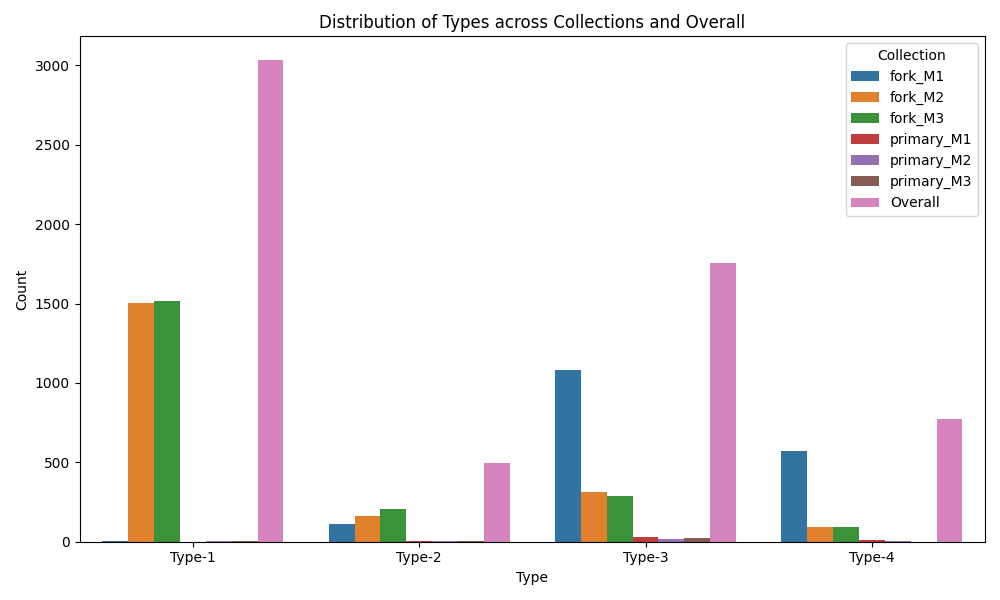 Distribution of Types across Collections and Overall
Collection
fork_M1
fork_M2
fork_M3
primary_M1
primary_M2
primary_M3
Overall
Count
3000
2500
2000
1500
1000
500
0
Type-1
Type-2
Type-3
Type-4
Type